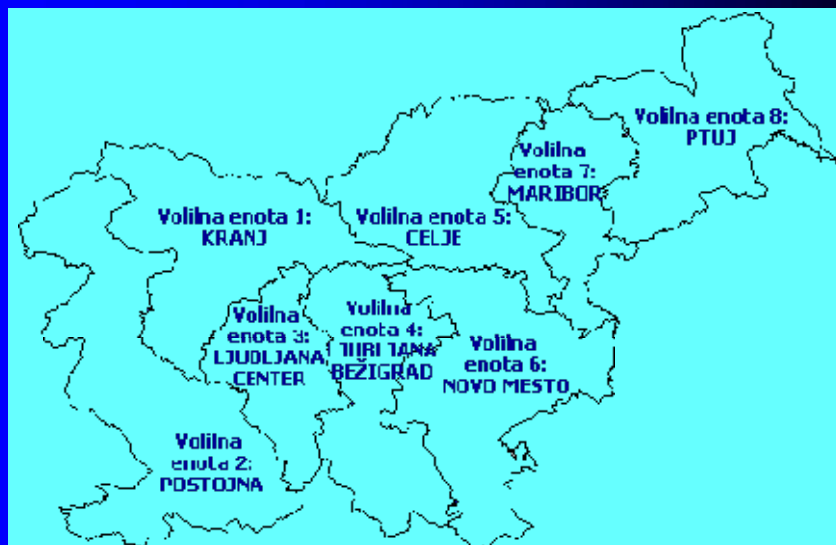 Volilna enota 1:
KRANJ
Volilna
enota 2:
POSTOJNA
Volilna
enota 3:
LJUBLJANA
CENTER
Volilna
enota 4:
LJUBLJANA
BEŽIGRAD
Volilna enota 5:
CELJE
Volilna
enota 6:
NOVO MESTO
Volilna
enota 7:
MARIBOR
Volilna enota 8:
PTUJ